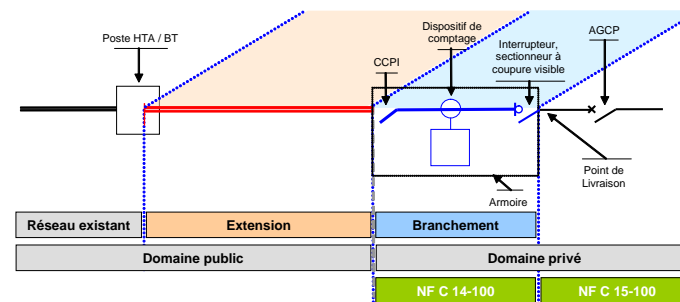 Poste HTA / BT
CCPI
Dispositif de
comptage
Interrupteur,
sectionneur à
coupure visible
AGCP
Point de
Livraison
Armoire
Réseau existant
Extension
Branchement
Domaine public
Domaine privé
NF C 14-100
NF C 15-100